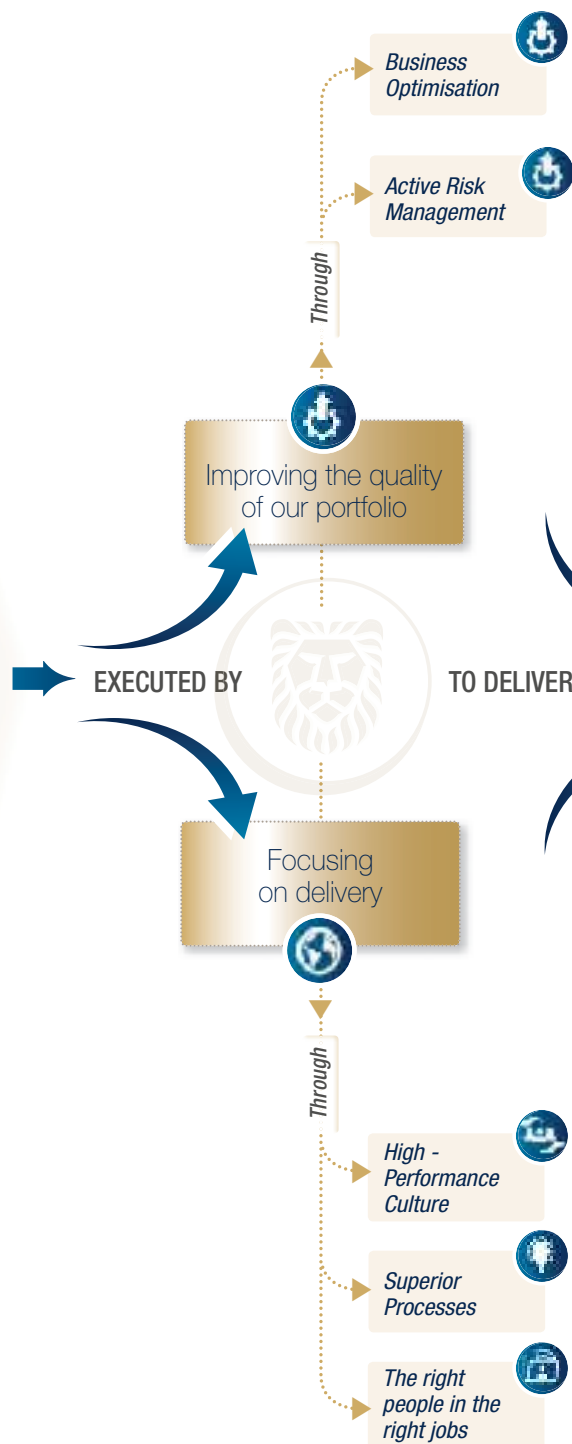 Business
Optimisation
Active Risk
Management
Through
Improving the quality
of our portfolio
EXECUTED BY
TO DELIVER
Focusing
on delivery
Through
High -
Performance
Culture
Superior
Processes
The right
people in the
right jobs